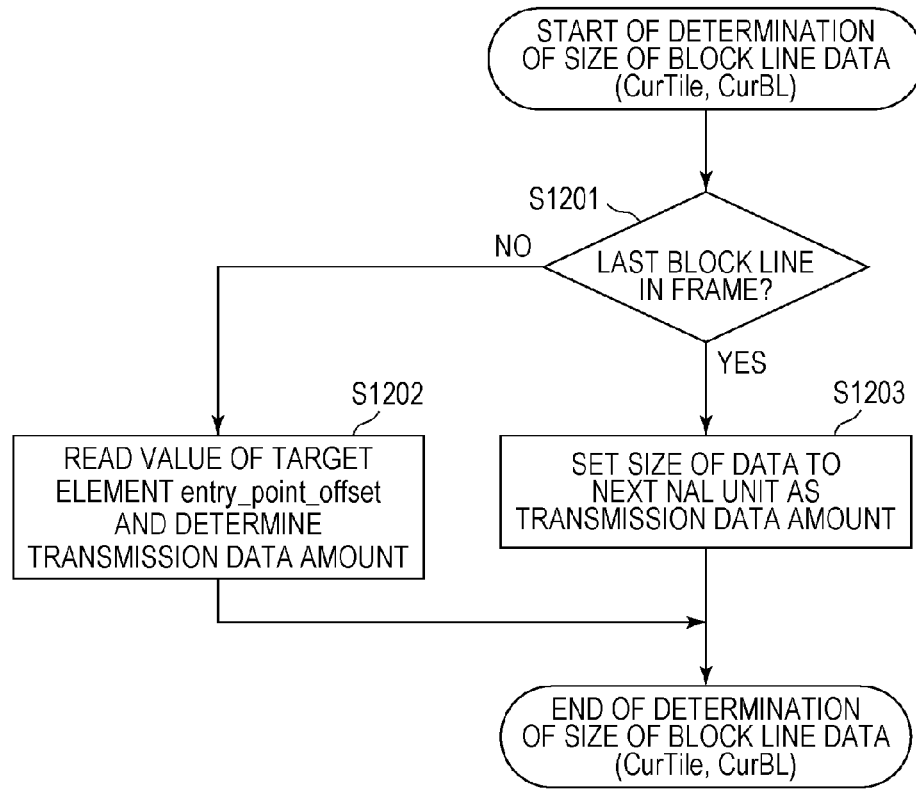 START OF DETERMINATION
OF SIZE OF BLOCK LINE DATA
(CurTile, CurBL)
S1201
NO
LAST BLOCK LINE
IN FRAME?
YES
S1202
S1203
READ VALUE OF TARGET
ELEMENT entry_point_offset
AND DETERMINE
TRANSMISSION DATA AMOUNT
SET SIZE OF DATA TO
NEXT NAL UNIT AS
TRANSMISSION DATA AMOUNT
END OF DETERMINATION
OF SIZE OF BLOCK LINE DATA
(CurTile, CurBL)